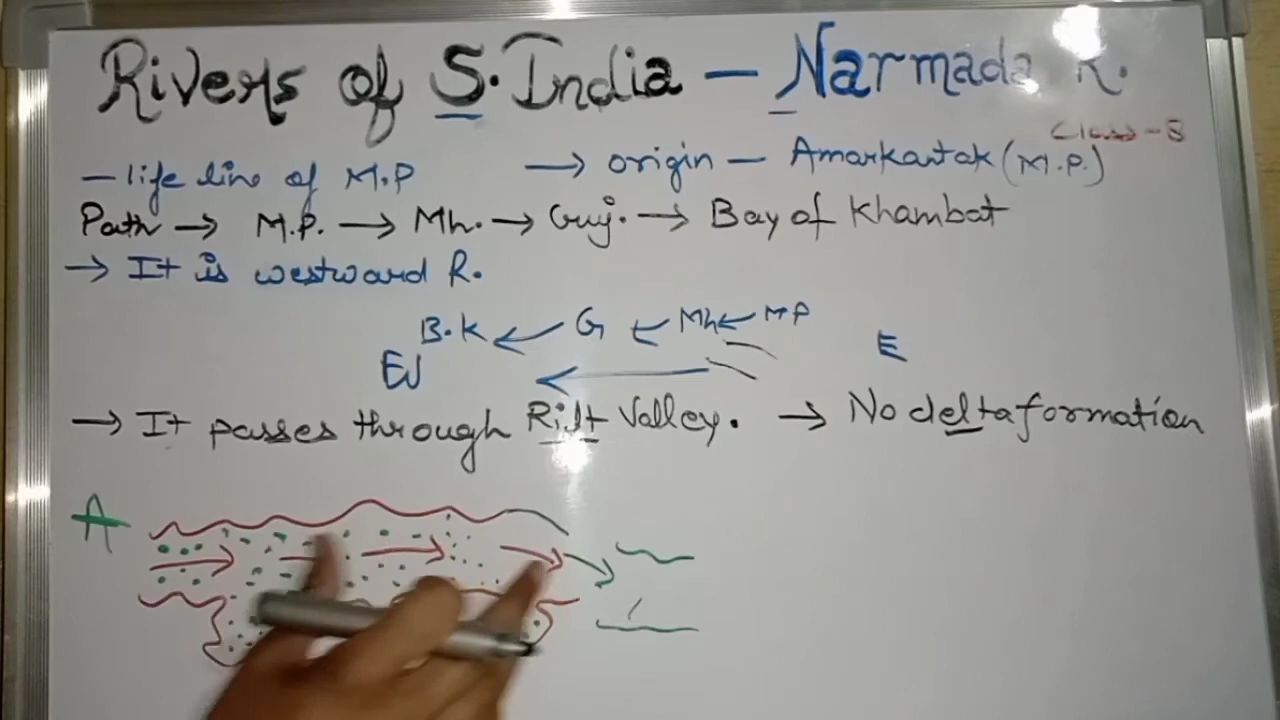 Rivers of S. India — Narmada R.
Class - 8
— life line of M.P → origin — Amarkantak (M.P.)
Path → M.P. → Mh. → Guj. → Bay of Khambat
→ It is westward R.
B.K ← G ← Mh ← M P
W ← E
→ It passes through Rift Valley. → No delta formation
A